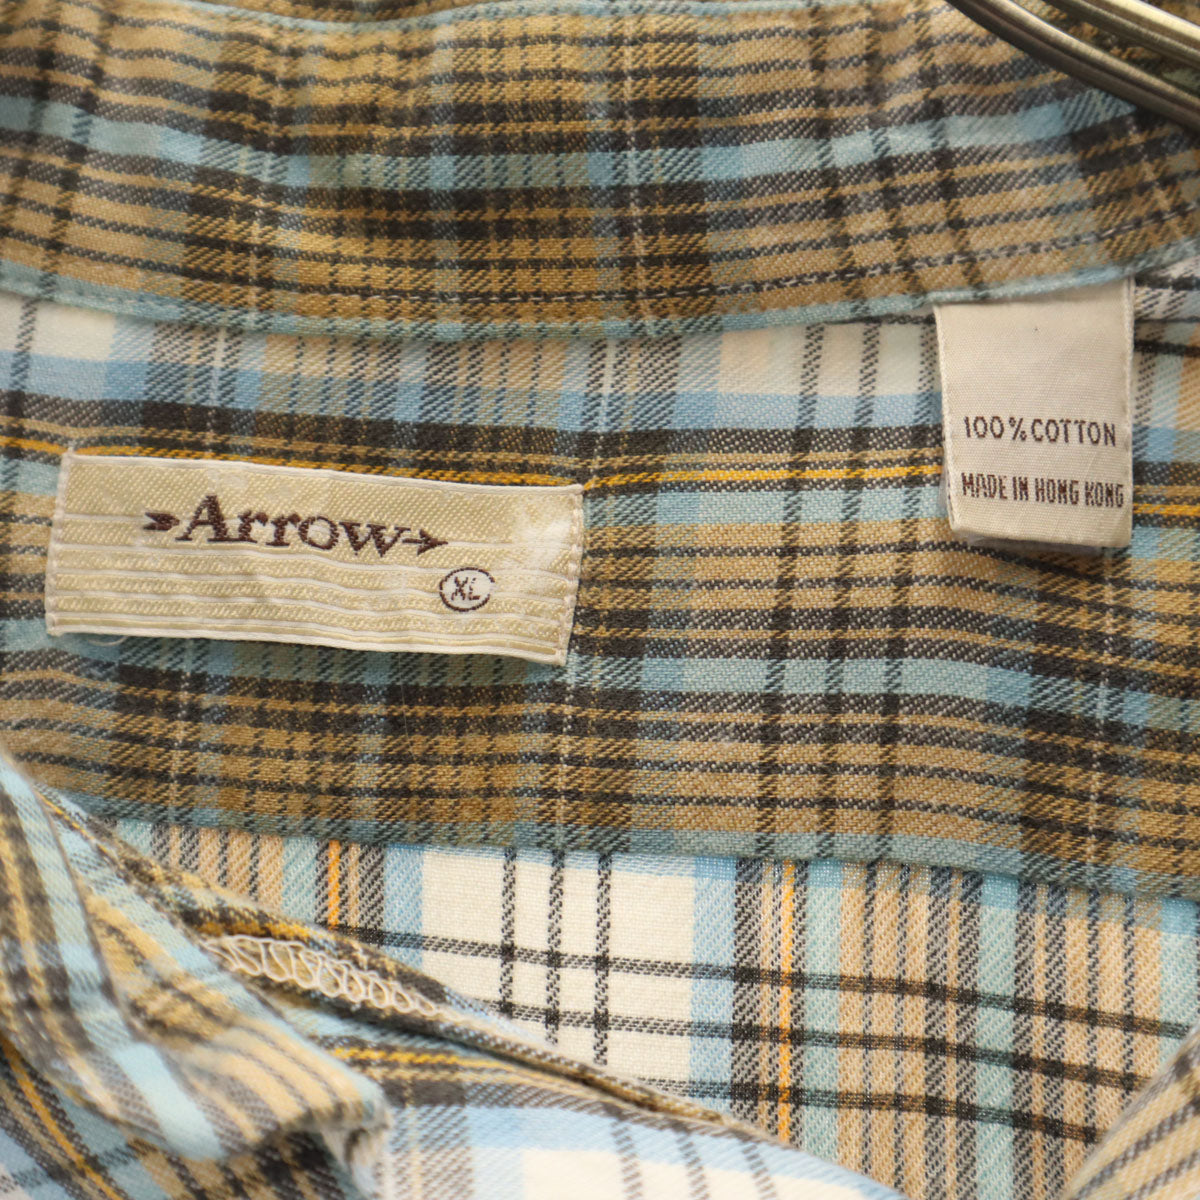 Arrow
XL
100% COTTON
MADE IN HONG KONG